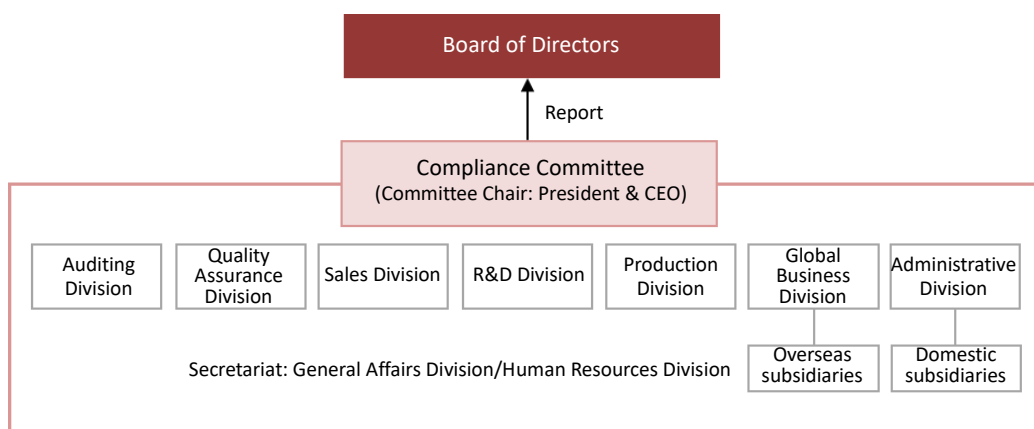 Board of Directors
Report
Compliance Committee
(Committee Chair: President & CEO)
Auditing
Division
Quality
Assurance
Division
Sales Division
R&D Division
Production
Division
Global
Business
Division
Administrative
Division
Secretariat: General Affairs Division/Human Resources Division
Overseas
subsidiaries
Domestic
subsidiaries